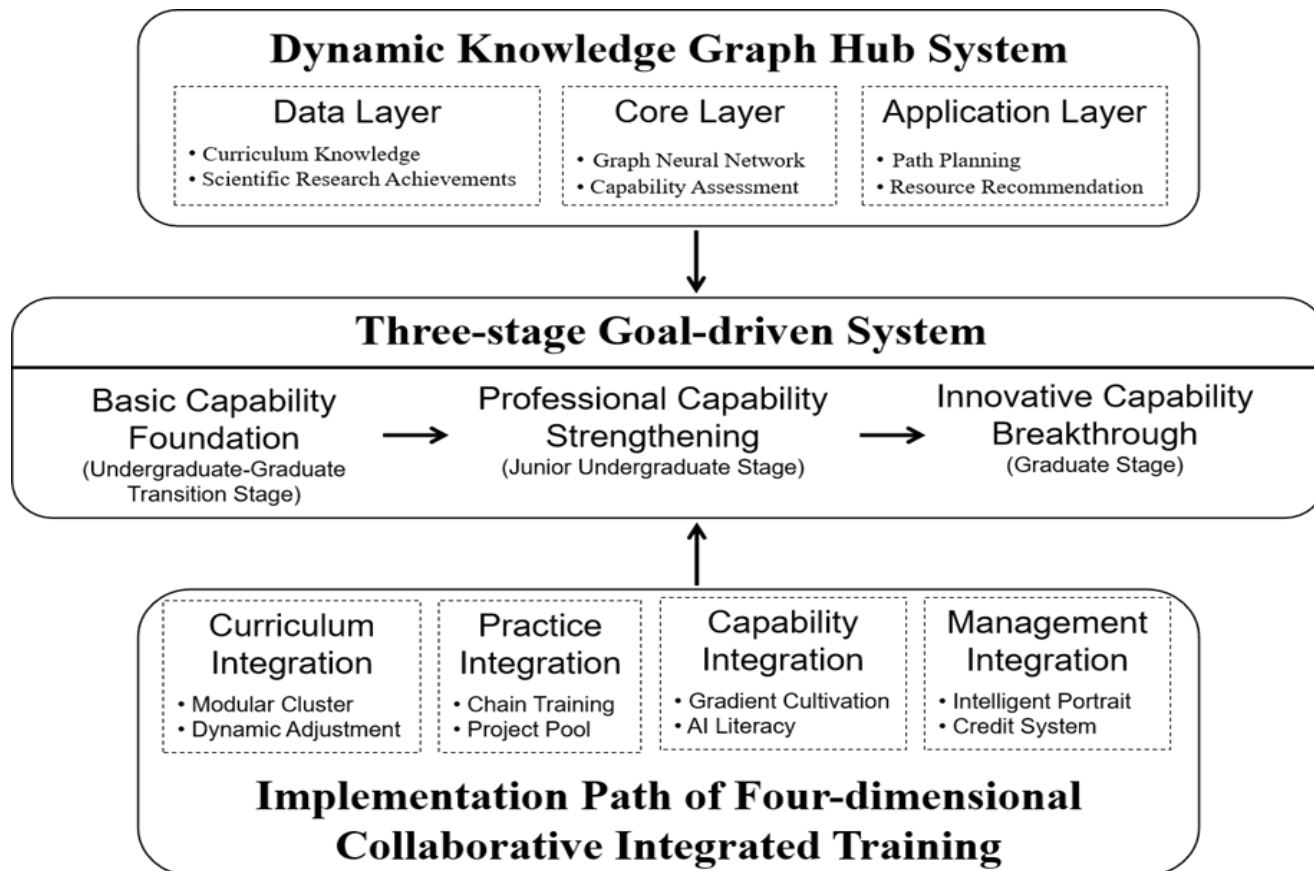 Dynamic Knowledge Graph Hub System
Data Layer
• Curriculum Knowledge
• Scientific Research Achievements
Core Layer
• Graph Neural Network
• Capability Assessment
Application Layer
• Path Planning
• Resource Recommendation
Three-stage Goal-driven System
Basic Capability
Foundation
(Undergraduate-Graduate
Transition Stage)
Professional Capability
Strengthening
(Junior Undergraduate Stage)
Innovative Capability
Breakthrough
(Graduate Stage)
Curriculum
Integration
• Modular Cluster
• Dynamic Adjustment
Practice
Integration
• Chain Training
• Project Pool
Capability
Integration
• Gradient Cultivation
• AI Literacy
Management
Integration
• Intelligent Portrait
• Credit System
Implementation Path of Four-dimensional
Collaborative Integrated Training